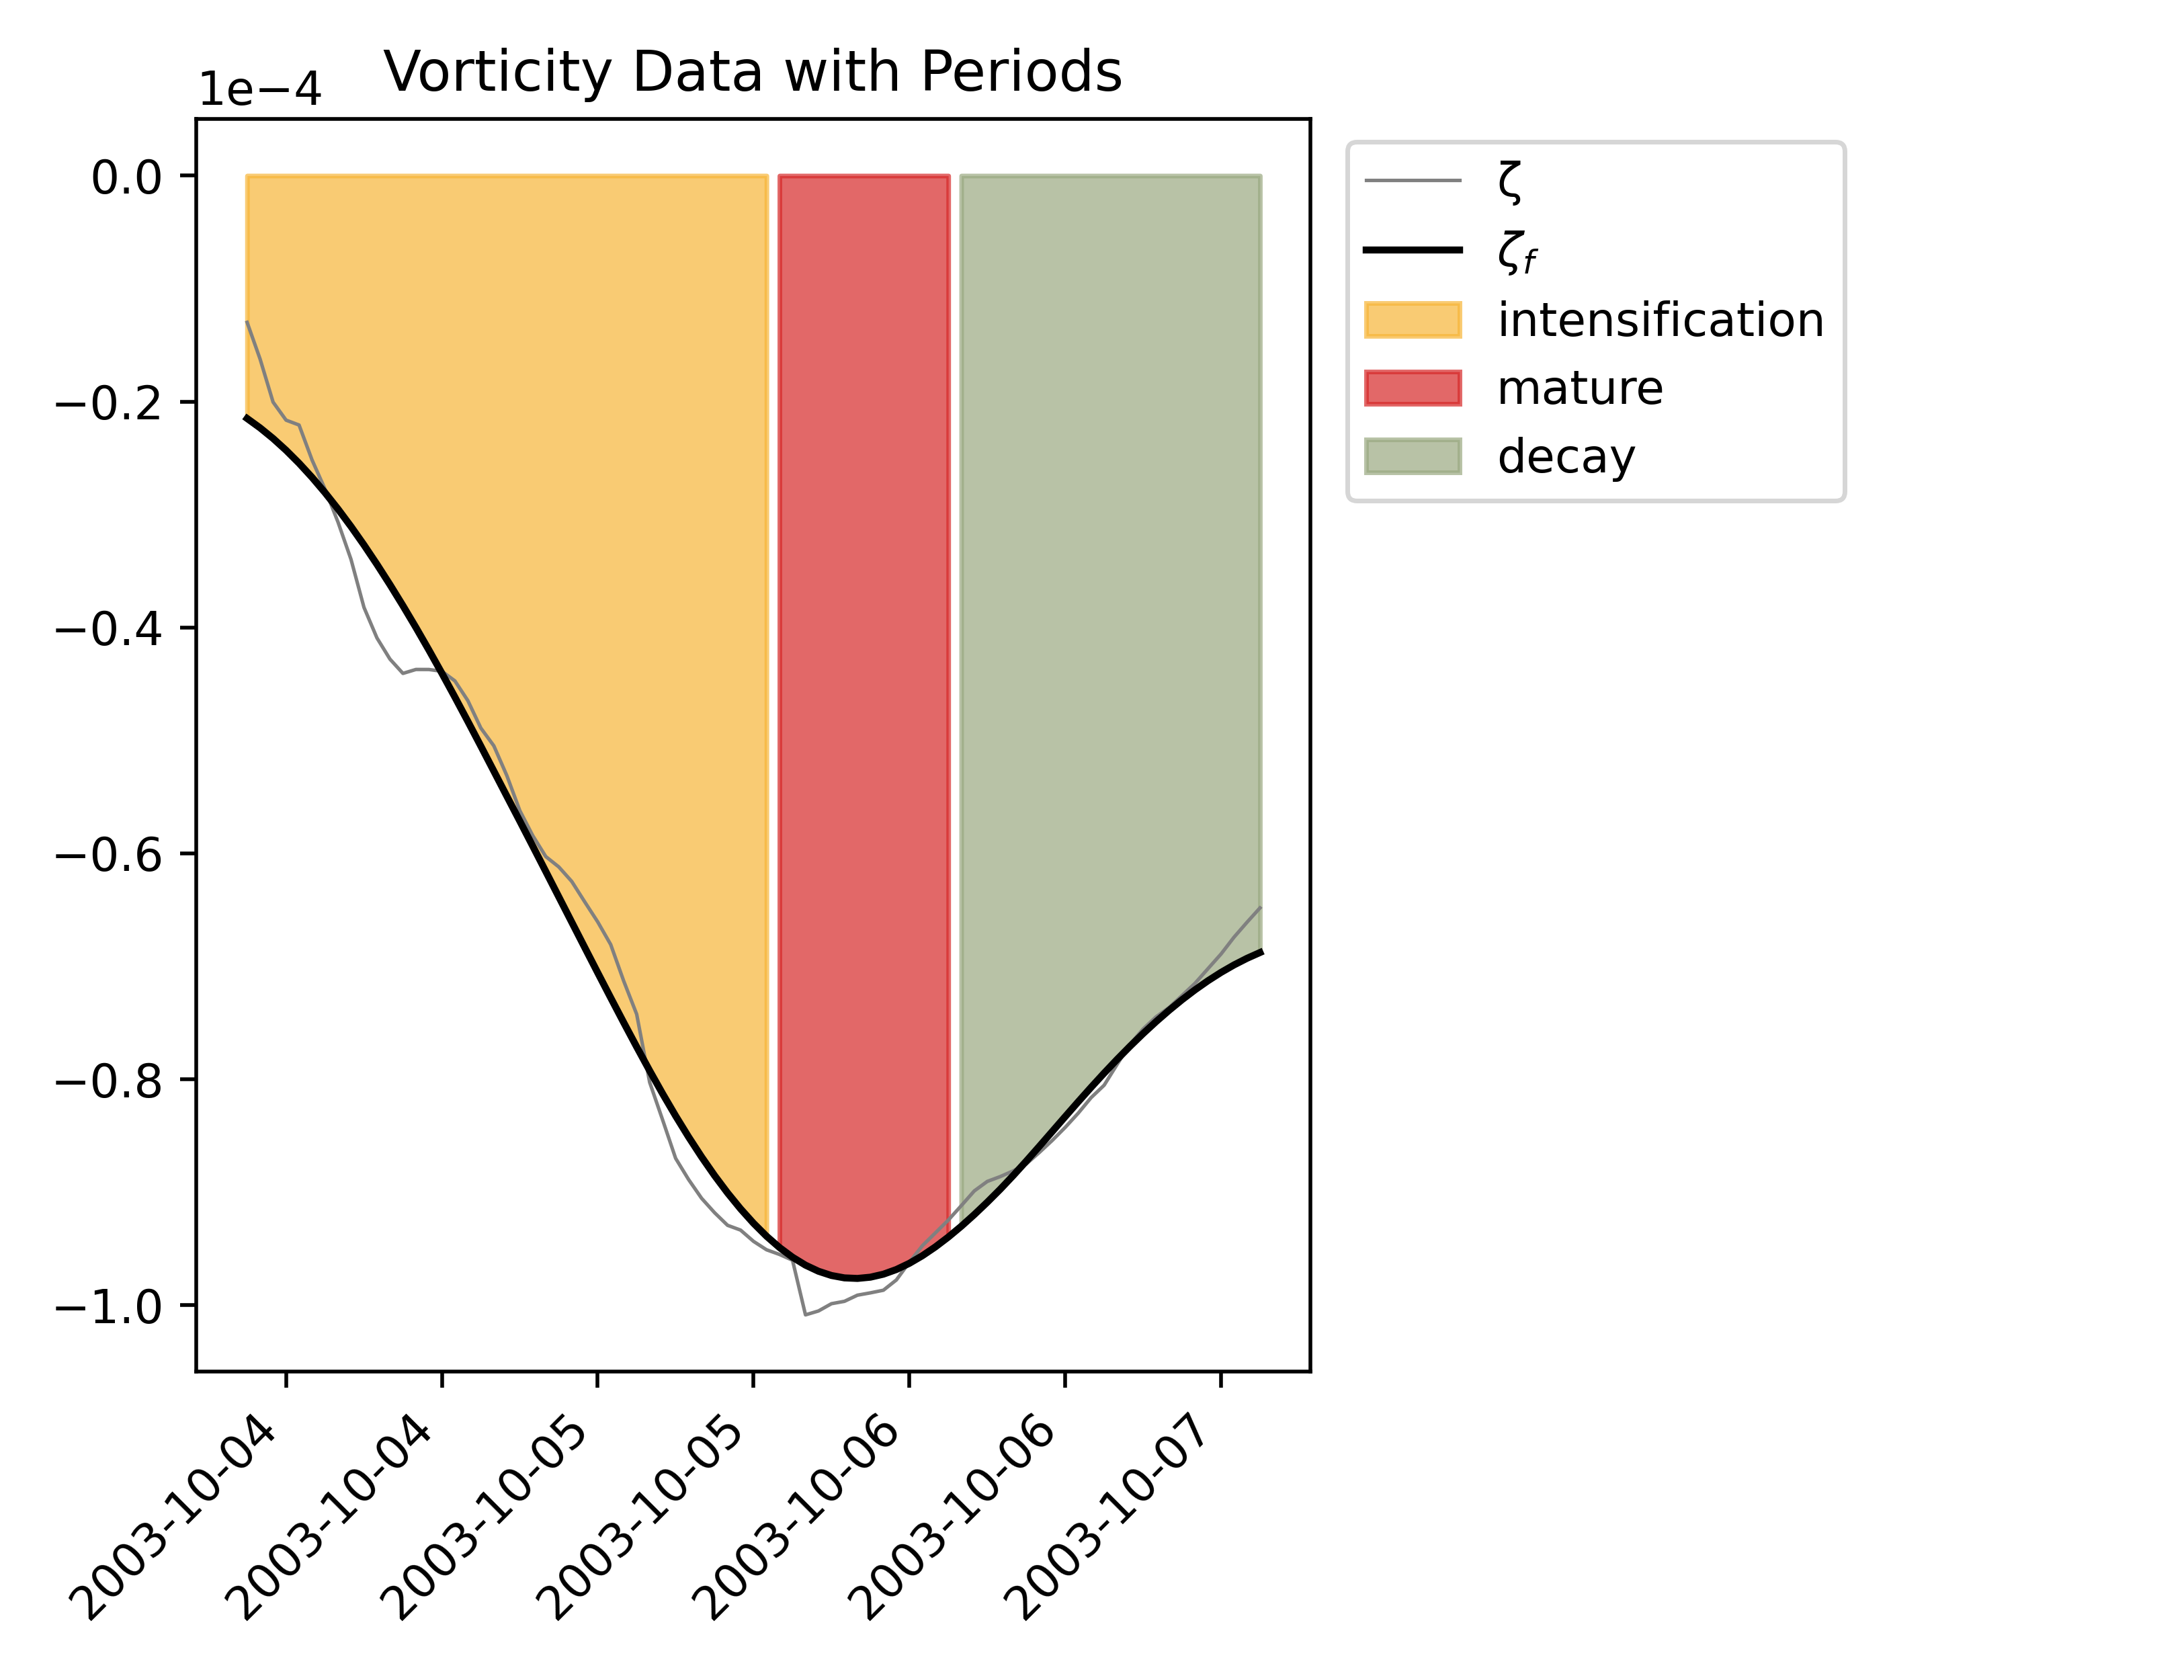 Vorticity Data with Periods
1e−4
0.0
−0.2
−0.4
−0.6
−0.8
−1.0
2003-10-04
2003-10-04
2003-10-05
2003-10-05
2003-10-06
2003-10-06
2003-10-07
ζ
ζf
intensification
mature
decay